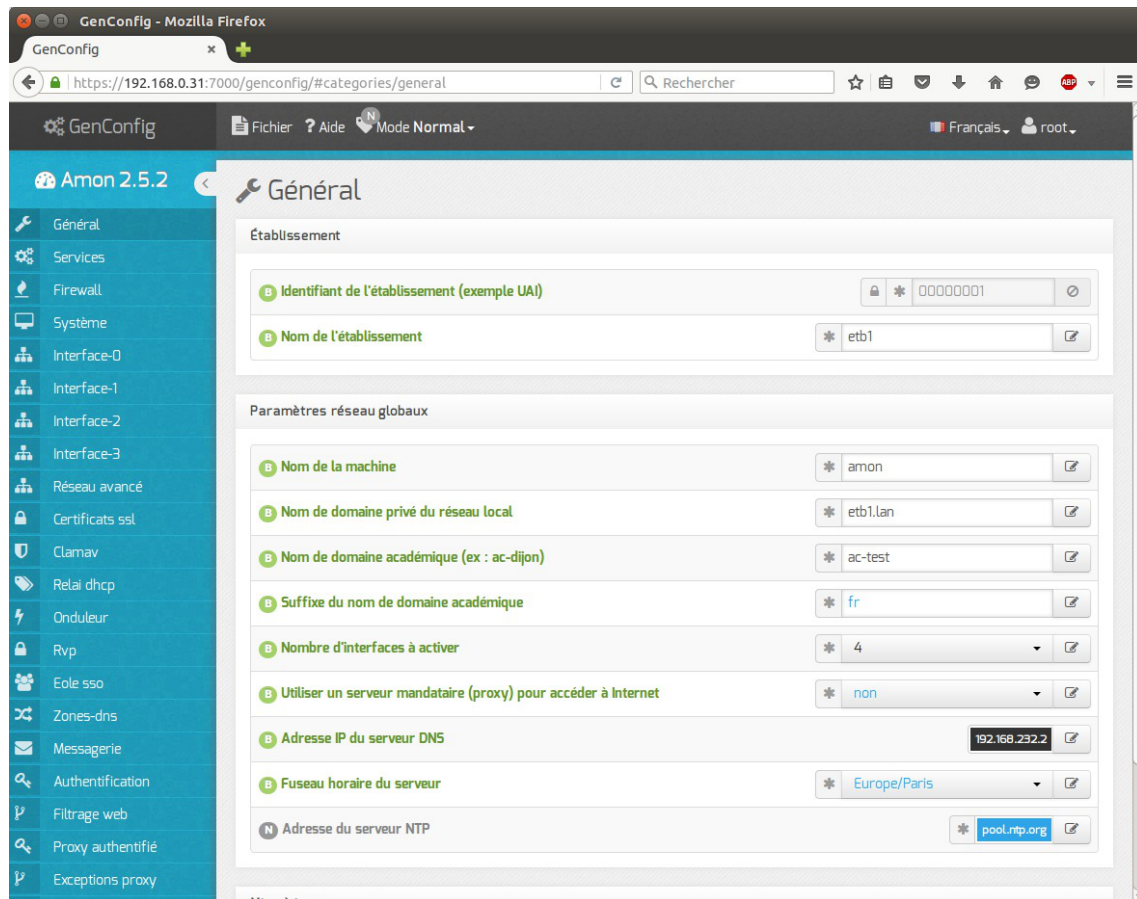 GenConfig - Mozilla Firefox
GenConfig
https://192.168.0.31:7000/genconfig/#categories/general
Rechercher
ABP
GenConfig
Fichier ? Aide N Mode Normal
Français
root
Amon 2.5.2
Général
Services
Firewall
Système
Interface-0
Interface-1
Interface-2
Interface-3
Réseau avancé
Certificats ssl
Clamav
Relai dhcp
Onduleur
Rvp
Eole sso
Zones-dns
Messagerie
Authentification
Filtrage web
Proxy authentifié
Exceptions proxy
Général
Établissement
B Identifiant de l'établissement (exemple UAI) * 00000001
B Nom de l'établissement * etb1
Paramètres réseau globaux
B Nom de la machine * amon
B Nom de domaine privé du réseau local * etb1.lan
B Nom de domaine académique (ex : ac-dijon) * ac-test
B Suffixe du nom de domaine académique * fr
B Nombre d'interfaces à activer * 4
B Utiliser un serveur mandataire (proxy) pour accéder à Internet * non
B Adresse IP du serveur DNS 192.168.232.2
B Fuseau horaire du serveur * Europe/Paris
N Adresse du serveur NTP * pool.ntp.org